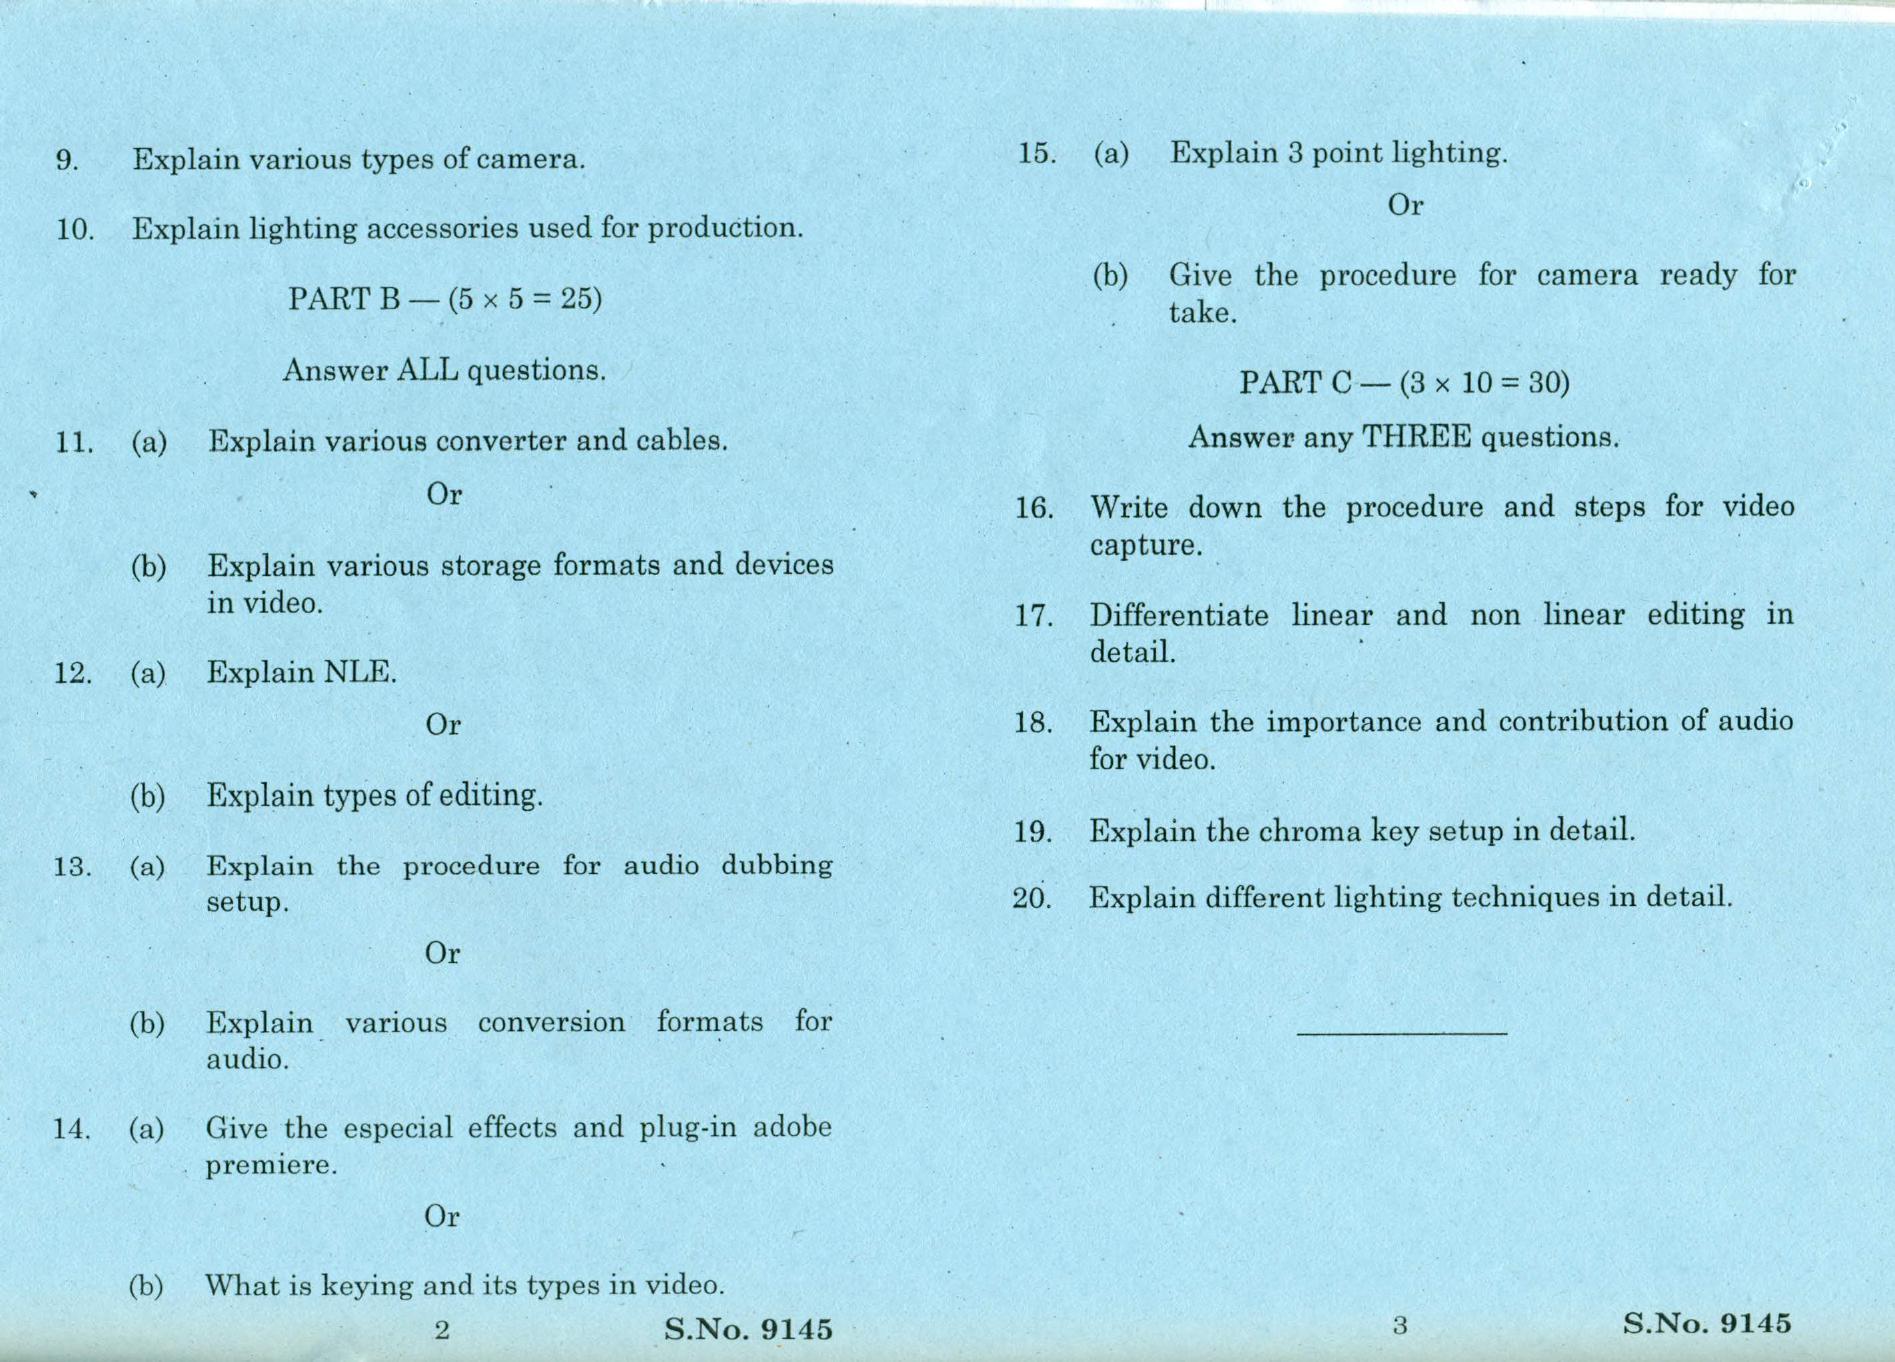 9. Explain various types of camera.
10. Explain lighting accessories used for production.
PART B — (5 × 5 = 25)
Answer ALL questions.
11. (a) Explain various converter and cables.
Or
(b) Explain various storage formats and devices
in video.
12. (a) Explain NLE.
Or
(b) Explain types of editing.
13. (a) Explain the procedure for audio dubbing
setup.
Or
(b) Explain various conversion formats for
audio.
14. (a) Give the especial effects and plug-in adobe
premiere.
Or
(b) What is keying and its types in video.
2 S.No. 9145
15. (a) Explain 3 point lighting.
Or
(b) Give the procedure for camera ready for
take.
PART C — (3 × 10 = 30)
Answer any THREE questions.
16. Write down the procedure and steps for video
capture.
17. Differentiate linear and non linear editing in
detail.
18. Explain the importance and contribution of audio
for video.
19. Explain the chroma key setup in detail.
20. Explain different lighting techniques in detail.
3 S.No. 9145